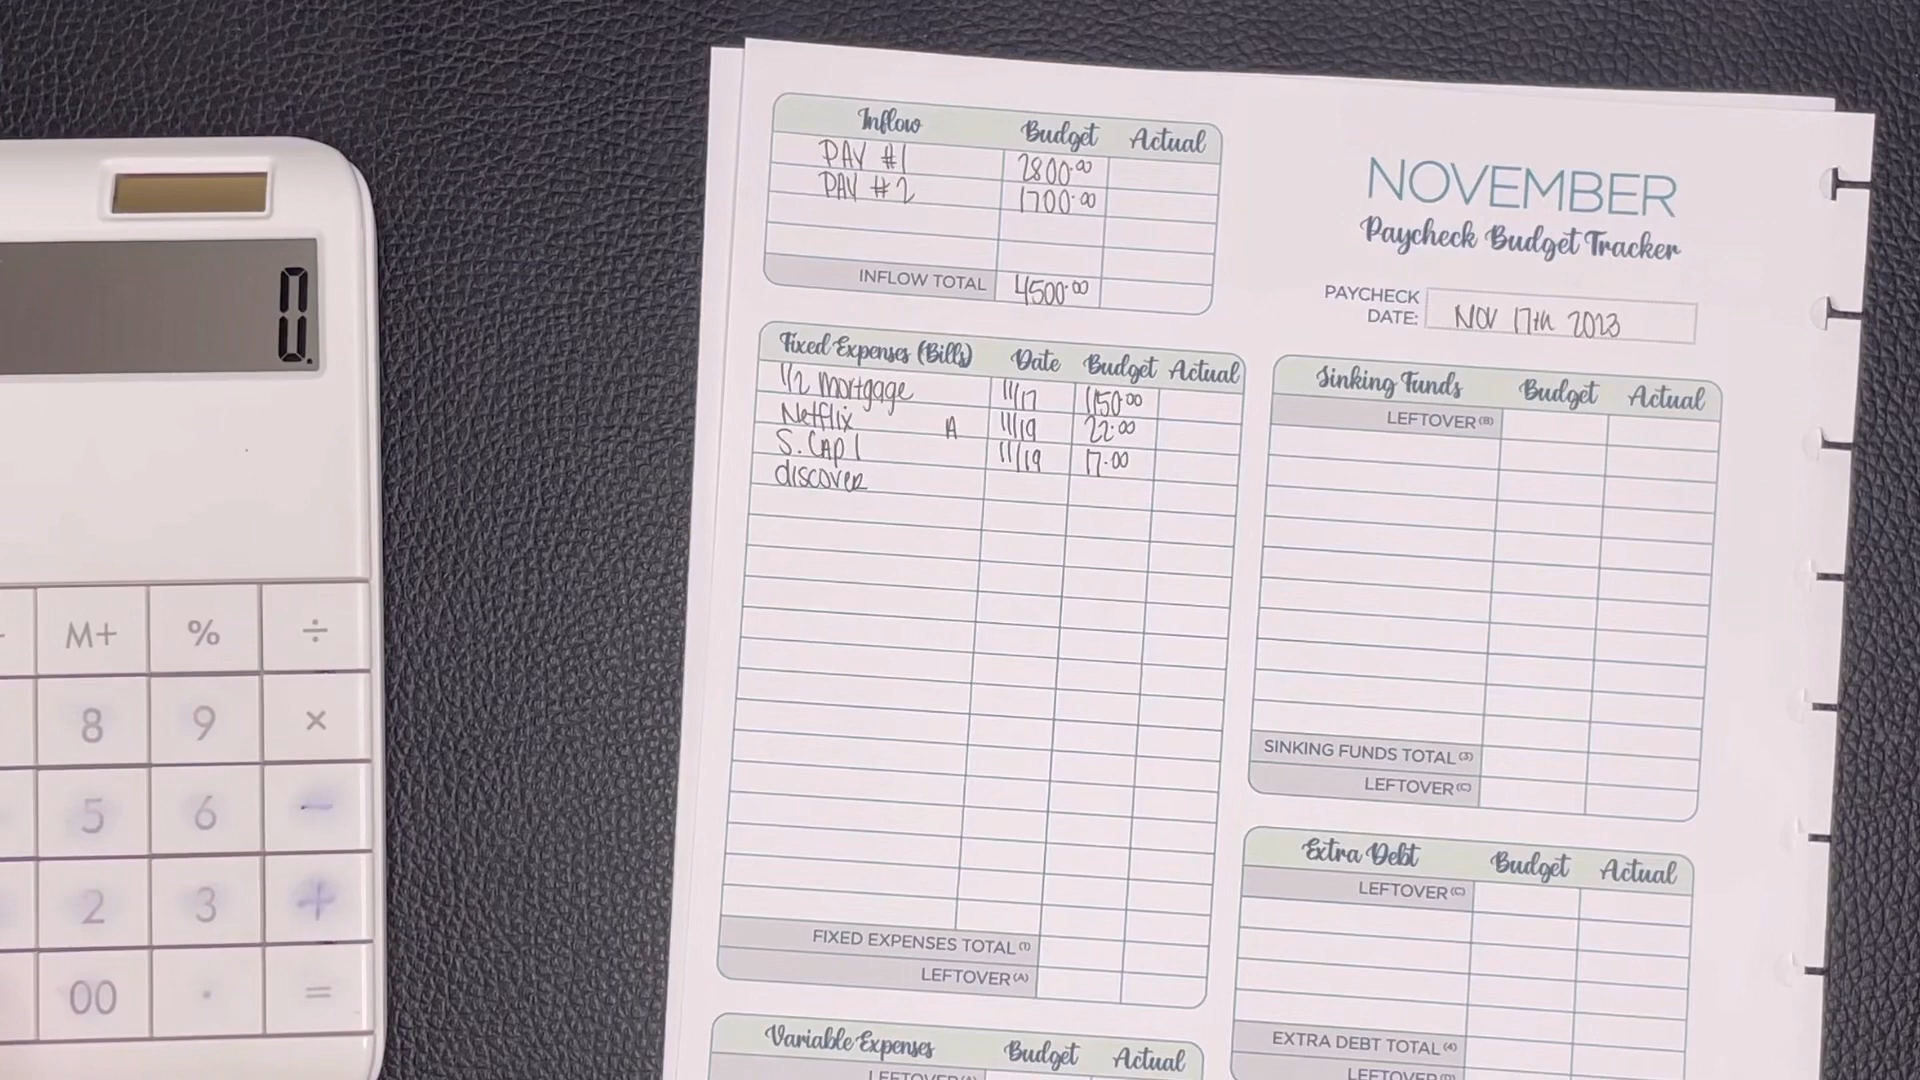 Inflow Budget Actual
PAY #1 2800.00
PAY #2 1700.00
INFLOW TOTAL 4500.00
NOVEMBER
Paycheck Budget Tracker
PAYCHECK DATE: NOV 17th 2023
Fixed Expenses (Bills) Date Budget Actual
1/2 mortgage 11/17 1150.00
Netflix A 11/19 22.00
S. CAP 1 11/19 17.00
discover
FIXED EXPENSES TOTAL (1)
LEFTOVER (A)
Variable Expenses Budget Actual
LEFTOVER (A)
Sinking Funds Budget Actual
LEFTOVER (B)
SINKING FUNDS TOTAL (3)
LEFTOVER (C)
Extra Debt Budget Actual
LEFTOVER (C)
EXTRA DEBT TOTAL (4)
LEFTOVER (D)
0.
M+ % ÷
8 9 ×
5 6 −
2 3 +
00 . =